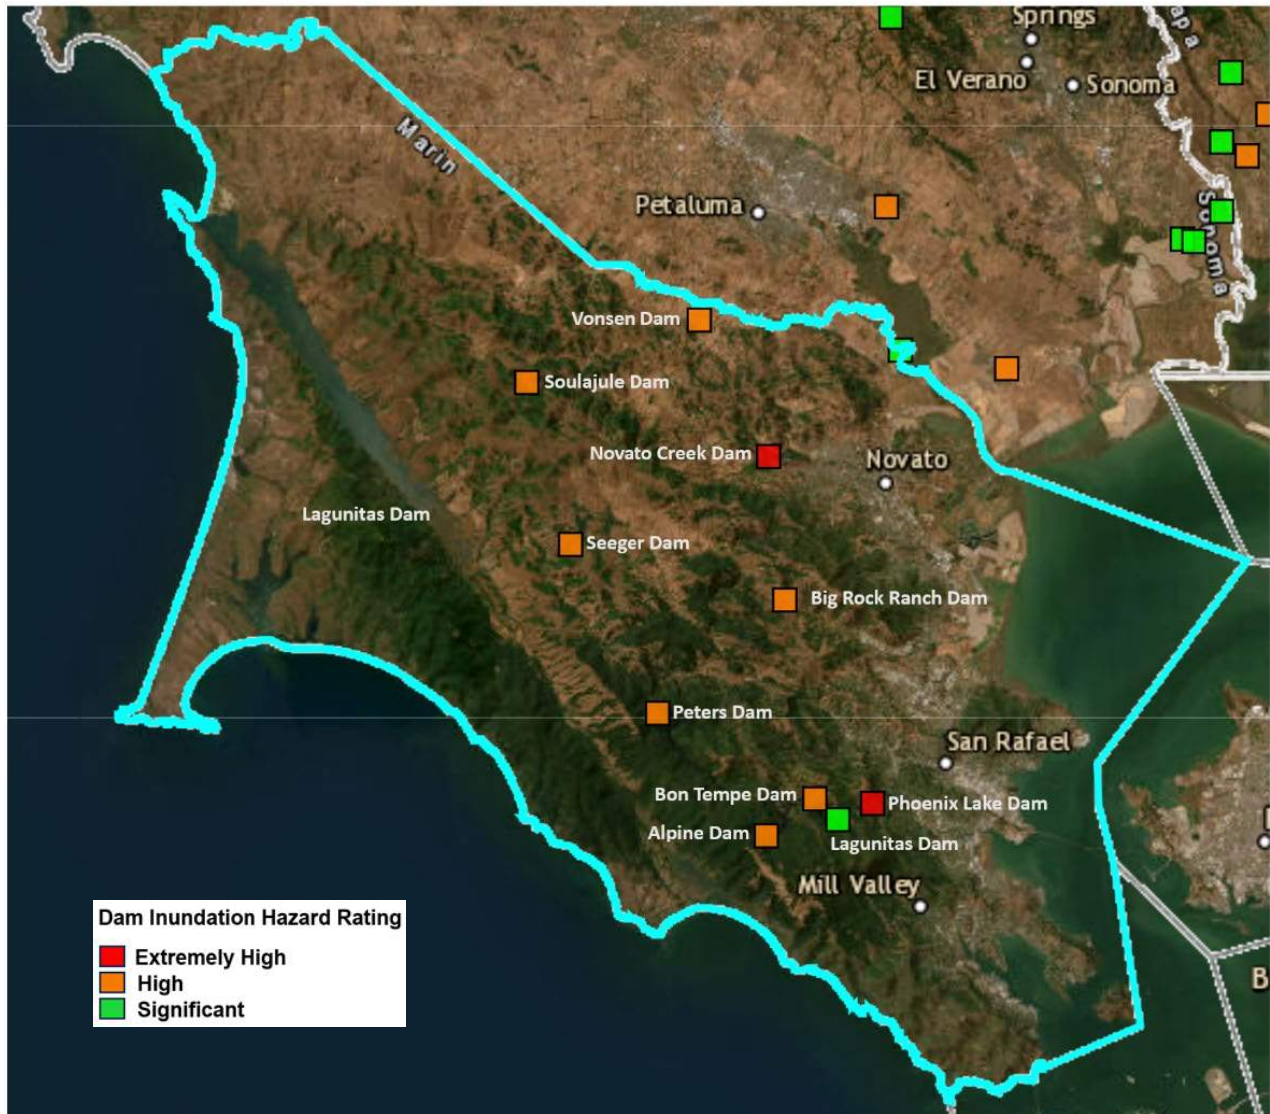 Springs
apa
El Verano
Sonoma
Marin
Petaluma
Sonoma
Vonsen Dam
Soulajule Dam
Novato Creek Dam
Novato
Lagunitas Dam
Seeger Dam
Big Rock Ranch Dam
Peters Dam
San Rafael
Bon Tempe Dam
Phoenix Lake Dam
Alpine Dam
Lagunitas Dam
Mill Valley
Dam Inundation Hazard Rating
Extremely High
High
Significant
B